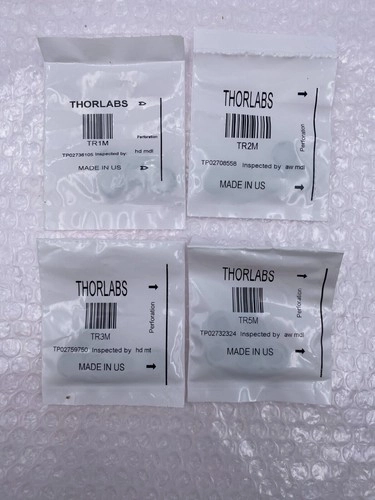 THORLABS
TR1M
Perforation
TP02736105 Inspected by: hd mdl
MADE IN US
THORLABS
TR2M
Perforation
TP02708558 Inspected by: aw mdl
MADE IN US
THORLABS
TR3M
Perforation
TP02759750 Inspected by: hd mt
MADE IN US
THORLABS
TR5M
Perforation
TP02732324 Inspected by: aw mdl
MADE IN US